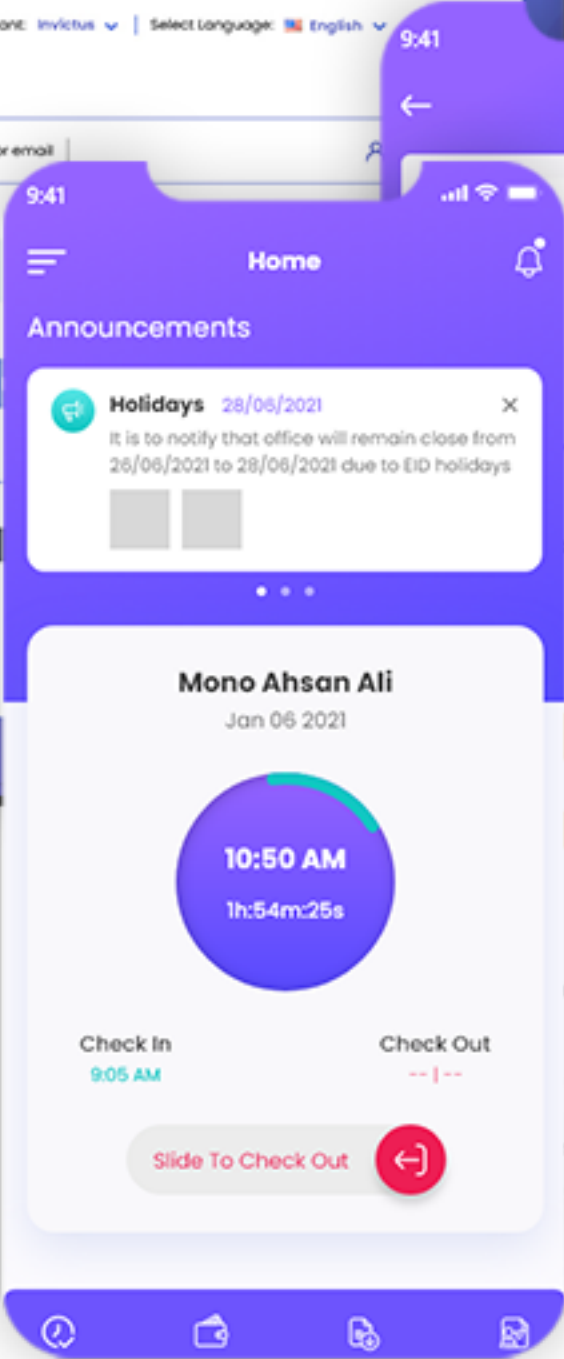 Invictus
Select Language: English
9:41
or email
9:41
Home
Announcements
Holidays 28/06/2021
It is to notify that office will remain close from
26/06/2021 to 28/06/2021 due to EID holidays
Mono Ahsan Ali
Jan 06 2021
10:50 AM
1h:54m:25s
Check In
Check Out
9:05 AM
-- | --
Slide To Check Out